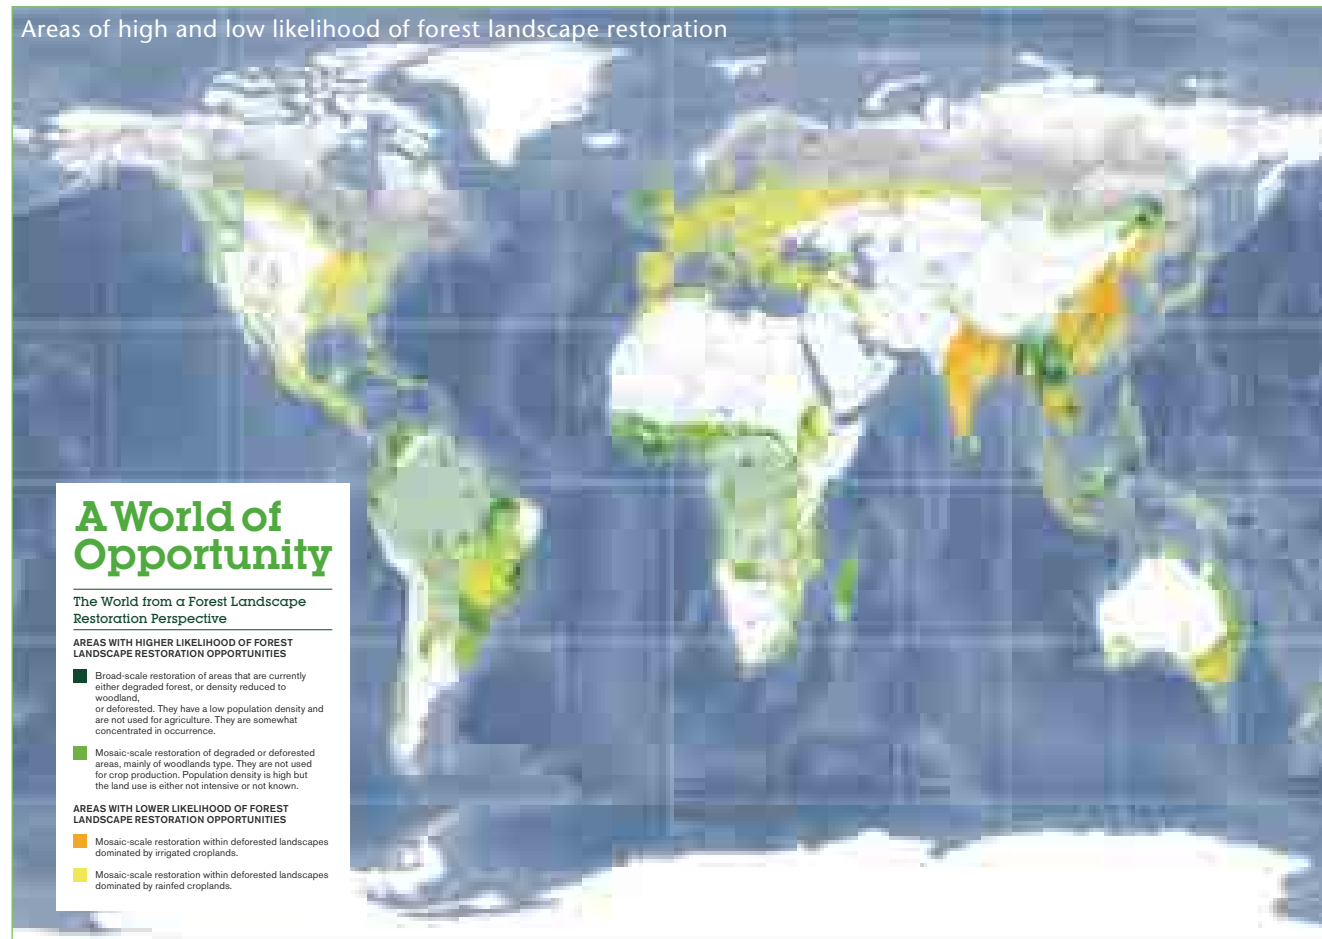 Areas of high and low likelihood of forest landscape restoration
A World of
Opportunity
The World from a Forest Landscape
Restoration Perspective
AREAS WITH HIGHER LIKELIHOOD OF FOREST
LANDSCAPE RESTORATION OPPORTUNITIES
Broad-scale restoration of areas that are currently
either degraded forest, or density reduced to
woodland,
or deforested. They have a low population density and
are not used for agriculture. They are somewhat
concentrated in occurrence.
Mosaic-scale restoration of degraded or deforested
areas, mainly of woodlands type. They are not used
for crop production. Population density is high but
the land use is either not intensive or not known.
AREAS WITH LOWER LIKELIHOOD OF FOREST
LANDSCAPE RESTORATION OPPORTUNITIES
Mosaic-scale restoration within deforested landscapes
dominated by irrigated croplands.
Mosaic-scale restoration within deforested landscapes
dominated by rainfed croplands.